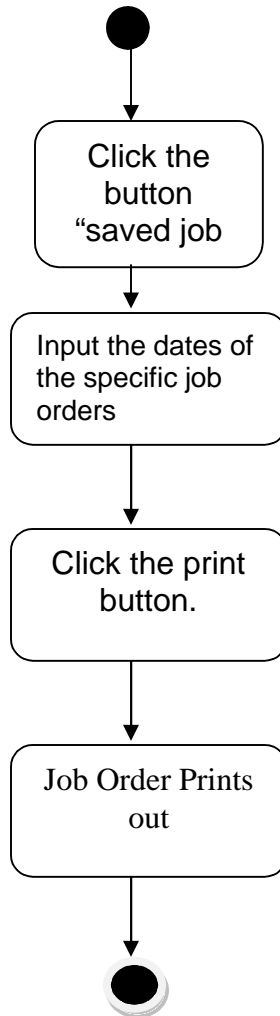 Click the
button
“saved job
Input the dates of
the specific job
orders
Click the print
button.
Job Order Prints
out